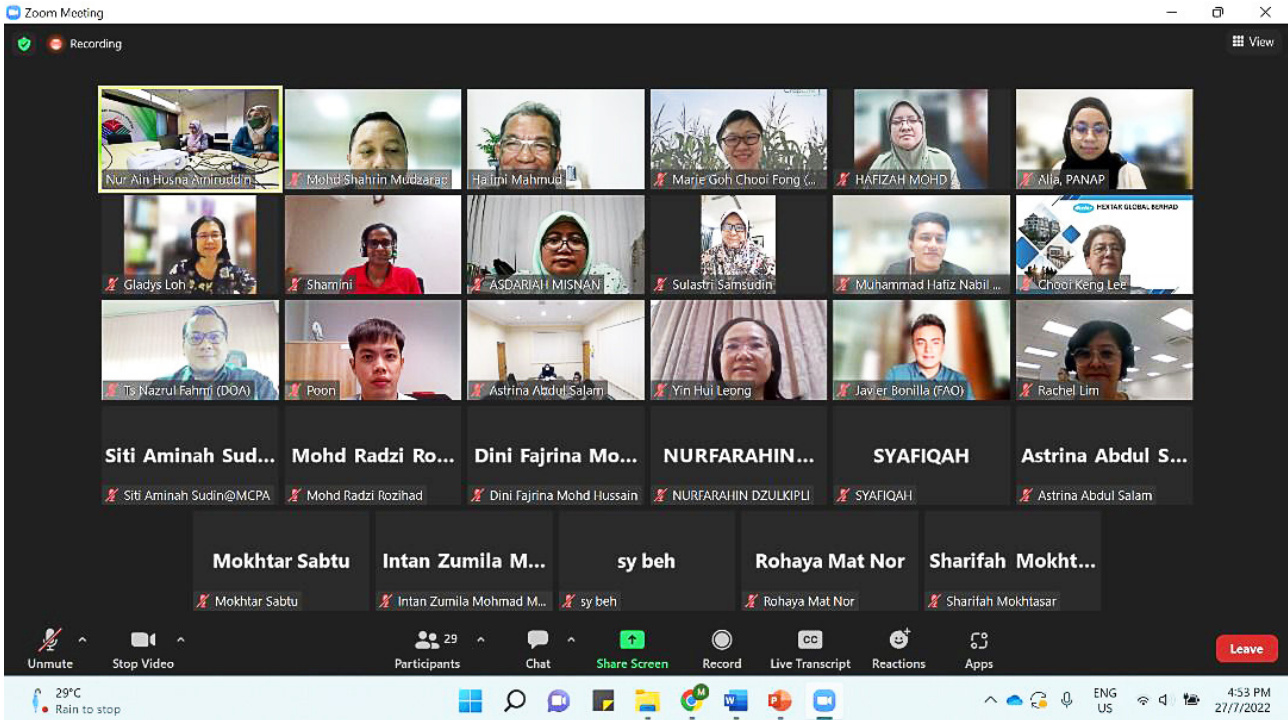 Zoom Meeting
Recording
View
Nur Ain Husna Amiruddin
Mohd Shahrin Mudzarap
Halimi Mahmud
Marie Goh Chooi Fong (...
HAFIZAH MOHD
Alia, PANAP
Gladys Loh
Shamini
ASDARIAH MISNAN
Sulastri Samsudin
Muhammad Hafiz Nabil ...
HEXTAR GLOBAL BERHAD
Chooi Keng Lee
Ts Nazrul Fahmi (DOA)
Poon
Astrina Abdul Salam
Yin Hui Leong
Javier Bonilla (FAO)
Rachel Lim
Siti Aminah Sud...
Mohd Radzi Ro...
Dini Fajrina Mo...
NURFARAHIN...
SYAFIQAH
Astrina Abdul S...
Siti Aminah Sudin@MCPA
Mohd Radzi Rozihad
Dini Fajrina Mohd Hussain
NURFARAHIN DZULKIPLI
SYAFIQAH
Astrina Abdul Salam
Mokhtar Sabtu
Intan Zumila M...
sy beh
Rohaya Mat Nor
Sharifah Mokht...
Mokhtar Sabtu
Intan Zumila Mohmad M...
sy beh
Rohaya Mat Nor
Sharifah Mokhtasar
29
CC
Unmute
Stop Video
Participants
Chat
Share Screen
Record
Live Transcript
Reactions
Apps
Leave
29°C
Rain to stop
M
ENG
US
4:53 PM
27/7/2022